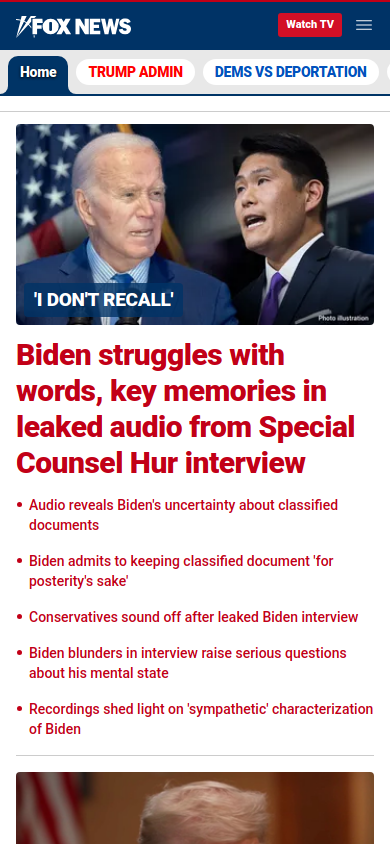 FOX NEWS
Watch TV
Home
TRUMP ADMIN
DEMS VS DEPORTATION
'I DON'T RECALL'
Photo illustration
Biden struggles with
words, key memories in
leaked audio from Special
Counsel Hur interview
• Audio reveals Biden's uncertainty about classified
documents
• Biden admits to keeping classified document 'for
posterity's sake'
• Conservatives sound off after leaked Biden interview
• Biden blunders in interview raise serious questions
about his mental state
• Recordings shed light on 'sympathetic' characterization
of Biden